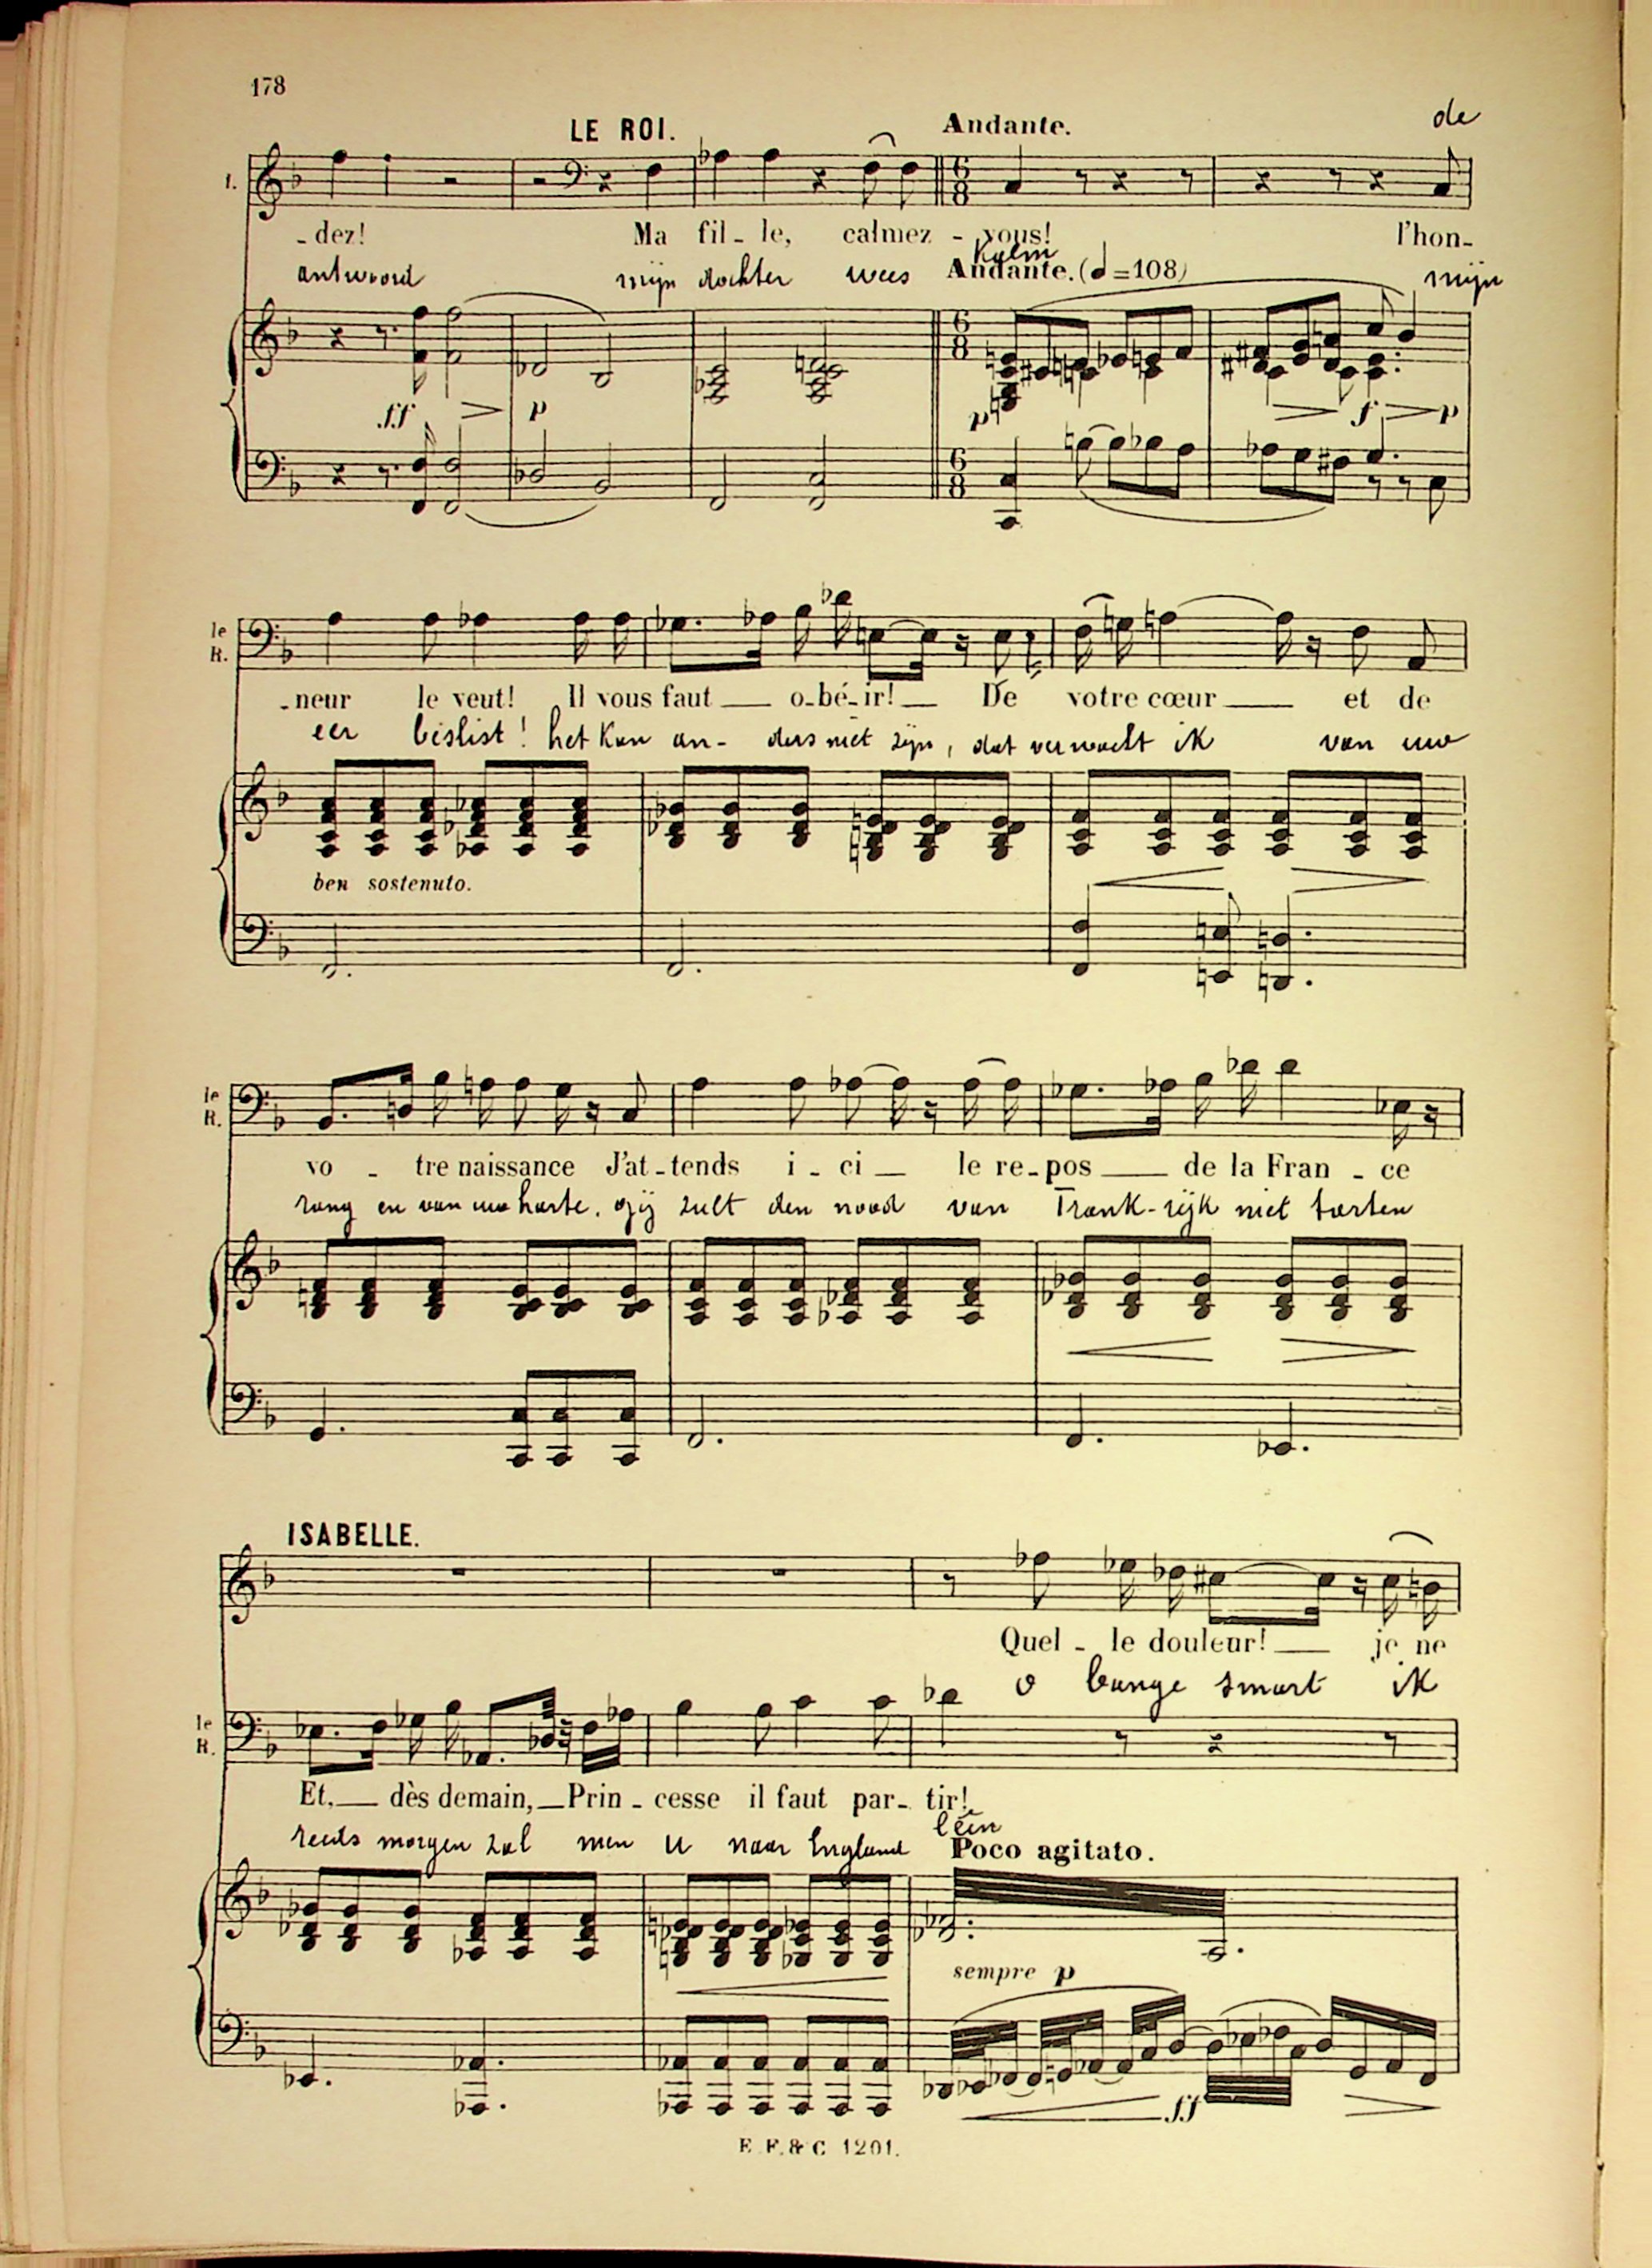 178
LE ROI. Andante. de
I.
- dez! Ma fil - le, calmez - vous! l'hon-
kalm
antwoord mijn dochter wees Andante. (♩=108) mijn
6 8
ff > p p > f > p
le R.
- neur le veut! Il vous faut — o-bé-ir! — De votre cœur — et de
eer beslist! het kan an- ders niet zijn, dat verwacht ik van uw
ben sostenuto.
le R.
vo - tre naissance J'at-tends i - ci — le re-pos — de la Fran - ce
rang en van uw harte. gij zult den nood van Frank-rijk niet tarten
ISABELLE.
Quel - le douleur! — je ne
o bange smart ik
le R.
Et, — dès demain, — Prin - cesse il faut par- tir!
reeds morgen zal men u naar England
Poco agitato.
sempre p
ff
E. F. & C. 1201.